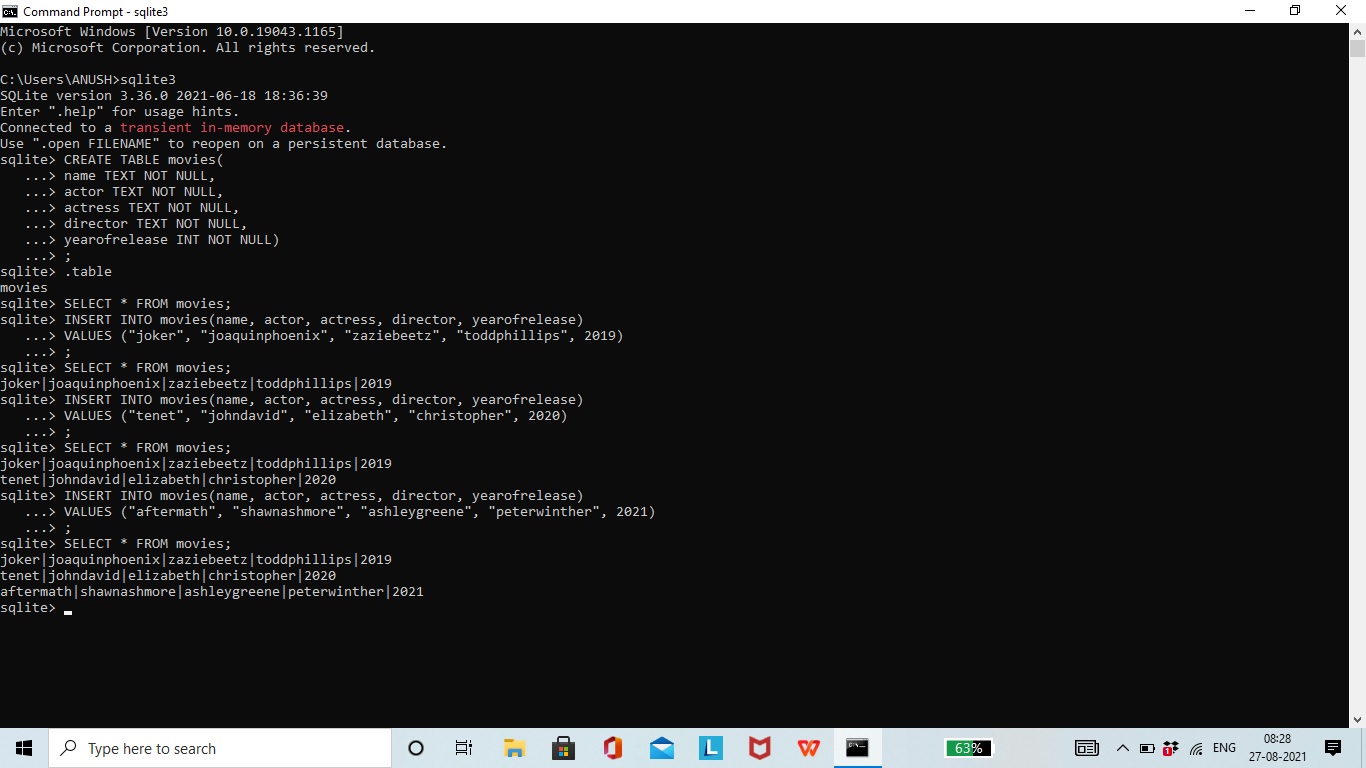 Command Prompt - sqlite3
Microsoft Windows [Version 10.0.19043.1165]
(c) Microsoft Corporation. All rights reserved.
C:\Users\ANUSH>sqlite3
SQLite version 3.36.0 2021-06-18 18:36:39
Enter ".help" for usage hints.
Connected to a transient in-memory database.
Use ".open FILENAME" to reopen on a persistent database.
sqlite> CREATE TABLE movies(
   ...> name TEXT NOT NULL,
   ...> actor TEXT NOT NULL,
   ...> actress TEXT NOT NULL,
   ...> director TEXT NOT NULL,
   ...> yearofrelease INT NOT NULL)
   ...> ;
sqlite> .table
movies
sqlite> SELECT * FROM movies;
sqlite> INSERT INTO movies(name, actor, actress, director, yearofrelease)
   ...> VALUES ("joker", "joaquinphoenix", "zaziebeetz", "toddphillips", 2019)
   ...> ;
sqlite> SELECT * FROM movies;
joker|joaquinphoenix|zaziebeetz|toddphillips|2019
sqlite> INSERT INTO movies(name, actor, actress, director, yearofrelease)
   ...> VALUES ("tenet", "johndavid", "elizabeth", "christopher", 2020)
   ...> ;
sqlite> SELECT * FROM movies;
joker|joaquinphoenix|zaziebeetz|toddphillips|2019
tenet|johndavid|elizabeth|christopher|2020
sqlite> INSERT INTO movies(name, actor, actress, director, yearofrelease)
   ...> VALUES ("aftermath", "shawnashmore", "ashleygreene", "peterwinther", 2021)
   ...> ;
sqlite> SELECT * FROM movies;
joker|joaquinphoenix|zaziebeetz|toddphillips|2019
tenet|johndavid|elizabeth|christopher|2020
aftermath|shawnashmore|ashleygreene|peterwinther|2021
sqlite>
Type here to search
L
W
63%
1
ENG
08:28
27-08-2021